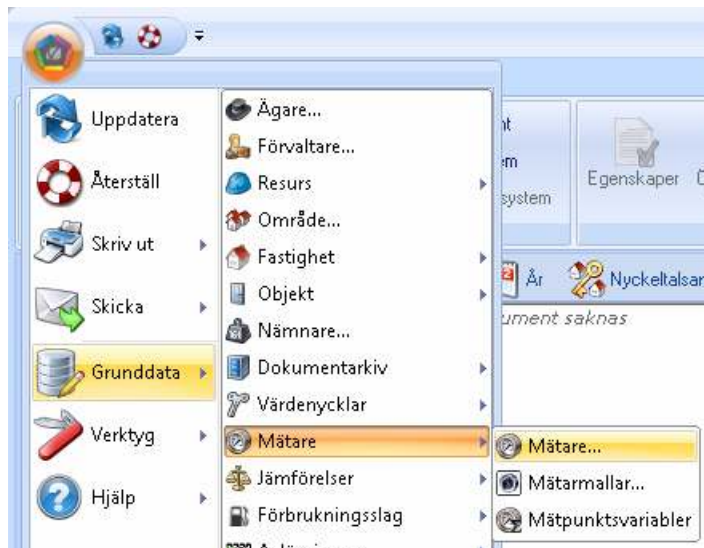 Uppdatera
Återställ
Skriv ut
Skicka
Grunddata
Verktyg
Hjälp
Ägare...
Förvaltare...
Resurs
Område...
Fastighet
Objekt
Nämnare...
Dokumentarkiv
Värdenycklar
Mätare
Jämförelser
Förbrukningsslag
Mätare...
Mätarmallar...
Mätpunktsvariabler
system
Egenskaper
År
Nyckeltalsar
ument saknas